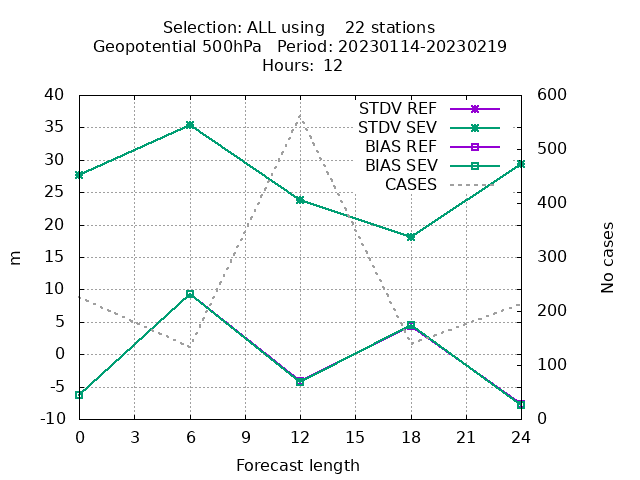 Selection: ALL using    22 stations
Geopotential 500hPa   Period: 20230114-20230219
Hours: 12
40 600
STDV REF
35 STDV SEV
500
BIAS REF
30 BIAS SEV
25 CASES
400
20
15 300
10
200
5
0
100
-5
-10 0
m
No cases
0 3 6 9 12 15 18 21 24
Forecast length